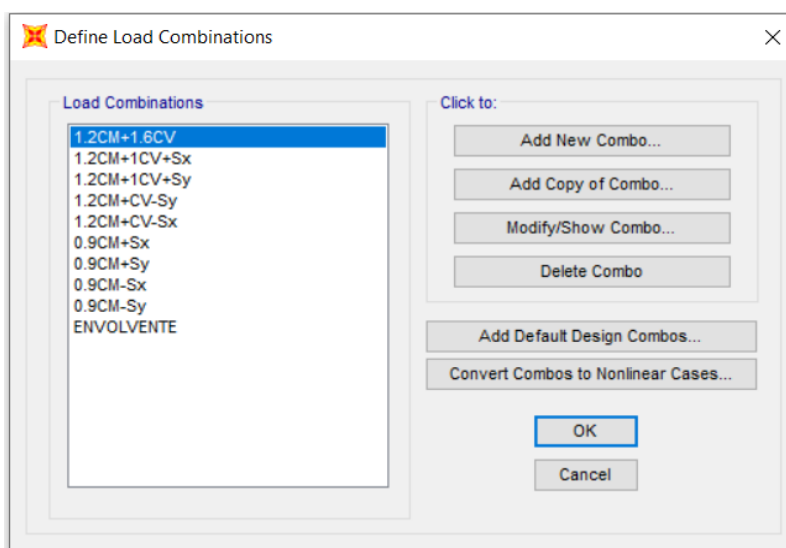 Define Load Combinations
Load Combinations
1.2CM+1.6CV
1.2CM+1CV+Sx
1.2CM+1CV+Sy
1.2CM+CV-Sy
1.2CM+CV-Sx
0.9CM+Sx
0.9CM+Sy
0.9CM-Sx
0.9CM-Sy
ENVOLVENTE
Click to:
Add New Combo...
Add Copy of Combo...
Modify/Show Combo...
Delete Combo
Add Default Design Combos...
Convert Combos to Nonlinear Cases...
OK
Cancel